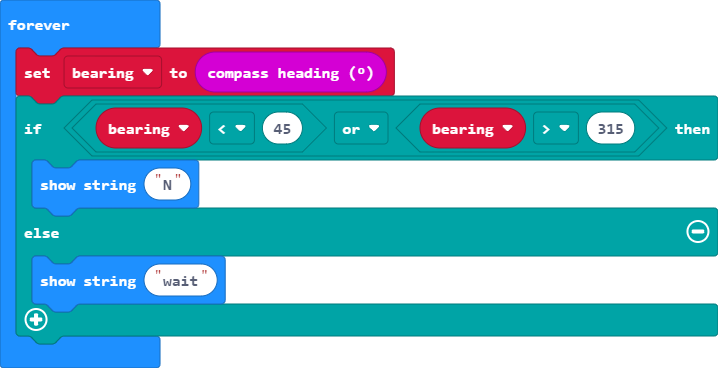 forever
set bearing to compass heading (º)
if bearing < 45 or bearing > 315 then
show string "N"
else
show string "wait"